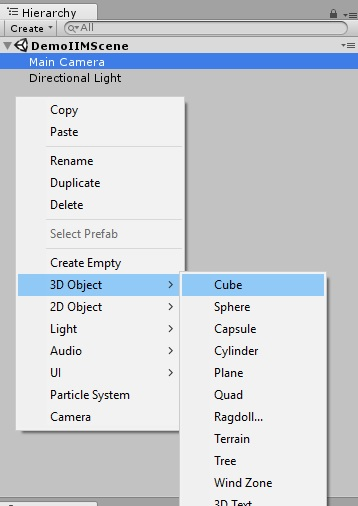 Hierarchy
Create
All
DemoIIMScene
Main Camera
Directional Light
Copy
Paste
Rename
Duplicate
Delete
Select Prefab
Create Empty
3D Object
2D Object
Light
Audio
UI
Particle System
Camera
Cube
Sphere
Capsule
Cylinder
Plane
Quad
Ragdoll...
Terrain
Tree
Wind Zone
3D Text